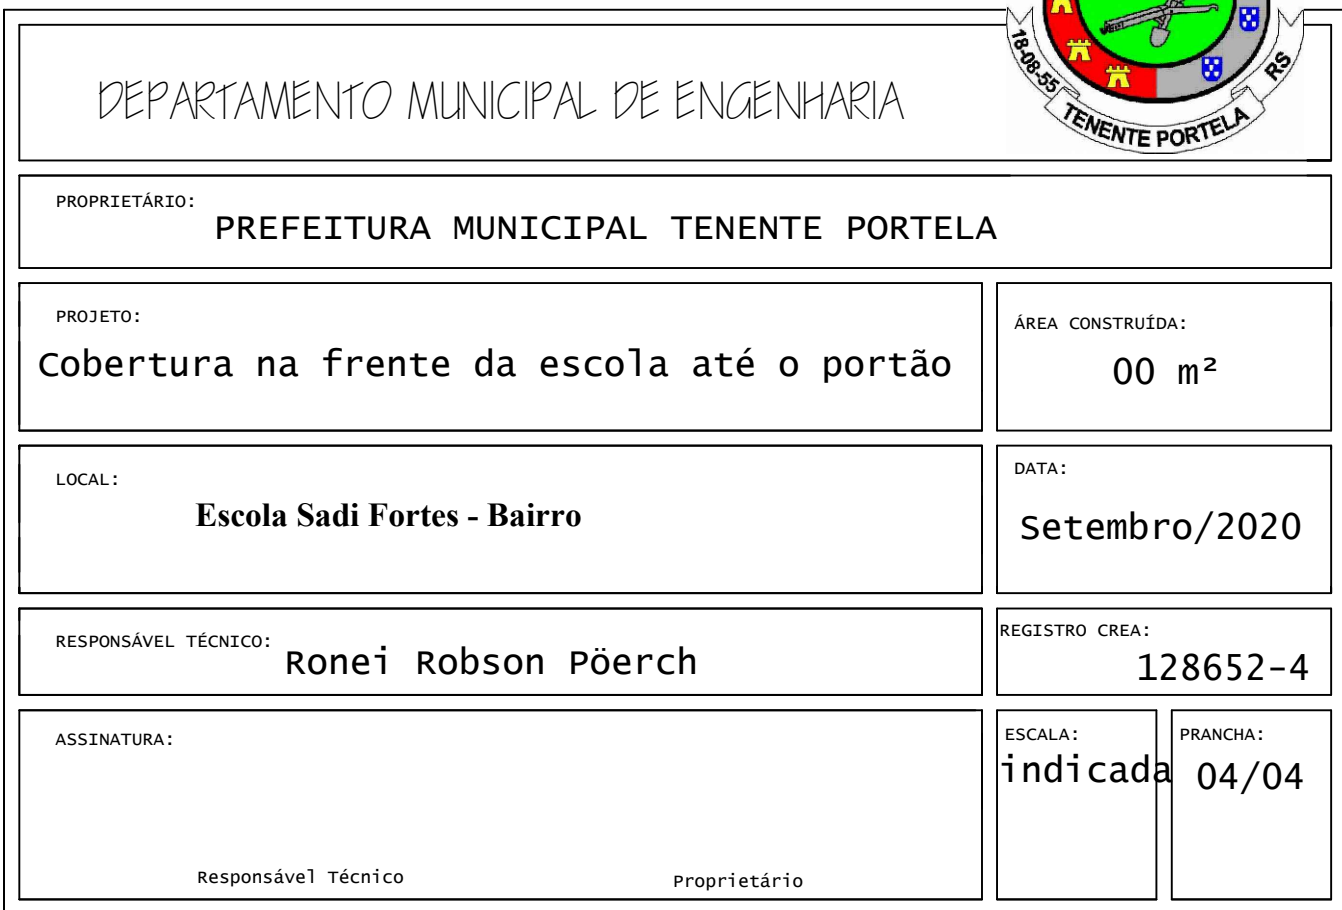 DEPARTAMENTO MUNICIPAL DE ENGENHARIA
18-08-55
TENENTE PORTELA
RS
PROPRIETÁRIO:
PREFEITURA MUNICIPAL TENENTE PORTELA
PROJETO:
Cobertura na frente da escola até o portão
ÁREA CONSTRUÍDA:
00 m²
LOCAL:
Escola Sadi Fortes - Bairro
DATA:
Setembro/2020
RESPONSÁVEL TÉCNICO:
Ronei Robson Pöerch
REGISTRO CREA:
128652-4
ASSINATURA:
Responsável Técnico
Proprietário
ESCALA:
indicada
PRANCHA:
04/04